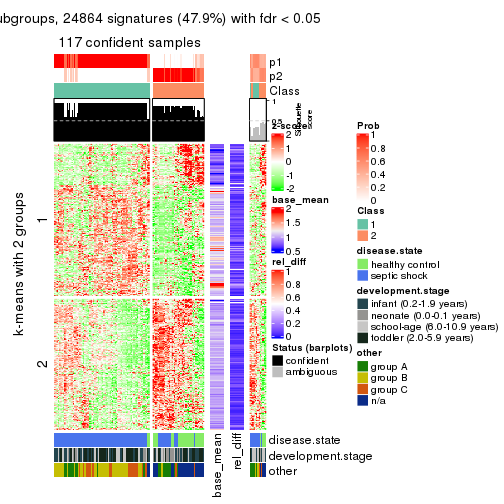 ubgroups, 24864 signatures (47.9%) with fdr < 0.05
117 confident samples
p1
p2
Class
1
0.5
Silhouette
score
k-means with 2 groups
1
2
z-score
2
1
0
-1
-2
base_mean
2
1.5
1
0.5
rel_diff
1
0.8
0.6
0.4
0.2
0
Status (barplots)
confident
ambiguous
Prob
1
0.8
0.6
0.4
0.2
0
Class
1
2
disease.state
healthy control
septic shock
development.stage
infant (0.2-1.9 years)
neonate (0.0-0.1 years)
school-age (6.0-10.9 years)
toddler (2.0-5.9 years)
other
group A
group B
group C
n/a
disease.state
development.stage
other
base_mean
rel_diff